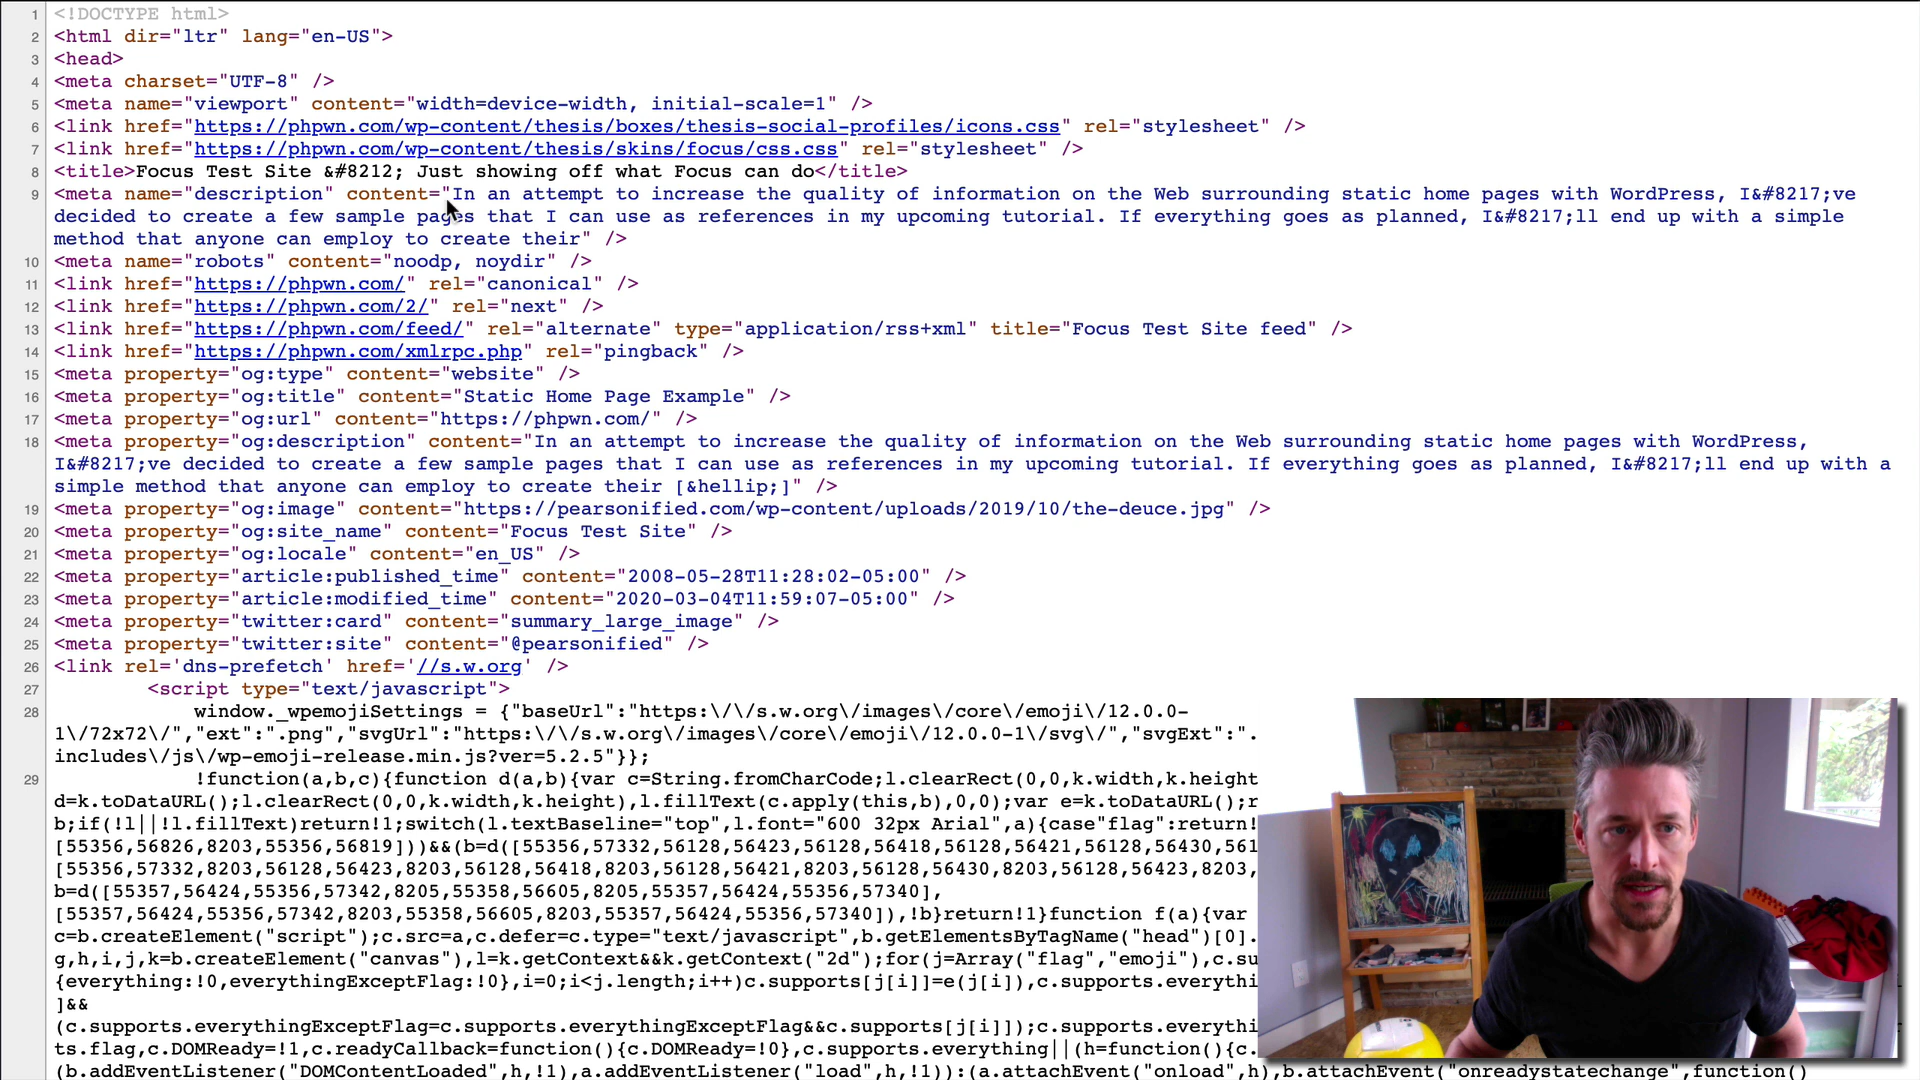 1 <!DOCTYPE html>
2 <html dir="ltr" lang="en-US">
3 <head>
4 <meta charset="UTF-8" />
5 <meta name="viewport" content="width=device-width, initial-scale=1" />
6 <link href="https://phpwn.com/wp-content/thesis/boxes/thesis-social-profiles/icons.css" rel="stylesheet" />
7 <link href="https://phpwn.com/wp-content/thesis/skins/focus/css.css" rel="stylesheet" />
8 <title>Focus Test Site &#8212; Just showing off what Focus can do</title>
9 <meta name="description" content="In an attempt to increase the quality of information on the Web surrounding static home pages with WordPress, I&#8217;ve
decided to create a few sample pages that I can use as references in my upcoming tutorial. If everything goes as planned, I&#8217;ll end up with a simple
method that anyone can employ to create their" />
10 <meta name="robots" content="noodp, noydir" />
11 <link href="https://phpwn.com/" rel="canonical" />
12 <link href="https://phpwn.com/2/" rel="next" />
13 <link href="https://phpwn.com/feed/" rel="alternate" type="application/rss+xml" title="Focus Test Site feed" />
14 <link href="https://phpwn.com/xmlrpc.php" rel="pingback" />
15 <meta property="og:type" content="website" />
16 <meta property="og:title" content="Static Home Page Example" />
17 <meta property="og:url" content="https://phpwn.com/" />
18 <meta property="og:description" content="In an attempt to increase the quality of information on the Web surrounding static home pages with WordPress,
I&#8217;ve decided to create a few sample pages that I can use as references in my upcoming tutorial. If everything goes as planned, I&#8217;ll end up with a
simple method that anyone can employ to create their [&hellip;]" />
19 <meta property="og:image" content="https://pearsonified.com/wp-content/uploads/2019/10/the-deuce.jpg" />
20 <meta property="og:site_name" content="Focus Test Site" />
21 <meta property="og:locale" content="en_US" />
22 <meta property="article:published_time" content="2008-05-28T11:28:02-05:00" />
23 <meta property="article:modified_time" content="2020-03-04T11:59:07-05:00" />
24 <meta property="twitter:card" content="summary_large_image" />
25 <meta property="twitter:site" content="@pearsonified" />
26 <link rel='dns-prefetch' href='//s.w.org' />
27 <script type="text/javascript">
28 window._wpemojiSettings = {"baseUrl":"https:\/\/s.w.org\/images\/core\/emoji\/12.0.0-
1\/72x72\/","ext":".png","svgUrl":"https:\/\/s.w.org\/images\/core\/emoji\/12.0.0-1\/svg\/","svgExt":".
includes\/js\/wp-emoji-release.min.js?ver=5.2.5"}};
29 !function(a,b,c){function d(a,b){var c=String.fromCharCode;l.clearRect(0,0,k.width,k.height
d=k.toDataURL();l.clearRect(0,0,k.width,k.height),l.fillText(c.apply(this,b),0,0);var e=k.toDataURL();r
b;if(!l||!l.fillText)return!1;switch(l.textBaseline="top",l.font="600 32px Arial",a){case"flag":return!
[55356,56826,8203,55356,56819]))&&(b=d([55356,57332,56128,56423,56128,56418,56128,56421,56128,56430,561
[55356,57332,8203,56128,56423,8203,56128,56418,8203,56128,56421,8203,56128,56430,8203,56128,56423,8203,
b=d([55357,56424,55356,57342,8205,55358,56605,8205,55357,56424,55356,57340],
[55357,56424,55356,57342,8203,55358,56605,8203,55357,56424,55356,57340]),!b}return!1}function f(a){var
c=b.createElement("script");c.src=a,c.defer=c.type="text/javascript",b.getElementsByTagName("head")[0].
g,h,i,j,k=b.createElement("canvas"),l=k.getContext&&k.getContext("2d");for(j=Array("flag","emoji"),c.su
{everything:!0,everythingExceptFlag:!0},i=0;i<j.length;i++)c.supports[j[i]]=e(j[i]),c.supports.everythi
]&&
(c.supports.everythingExceptFlag=c.supports.everythingExceptFlag&&c.supports[j[i]]);c.supports.everythi
ts.flag,c.DOMReady=!1,c.readyCallback=function(){c.DOMReady=!0},c.supports.everything||(h=function(){c.
(b.addEventListener("DOMContentLoaded",h,!1),a.addEventListener("load",h,!1)):(a.attachEvent("onload",h),b.attachEvent("onreadystatechange",function()